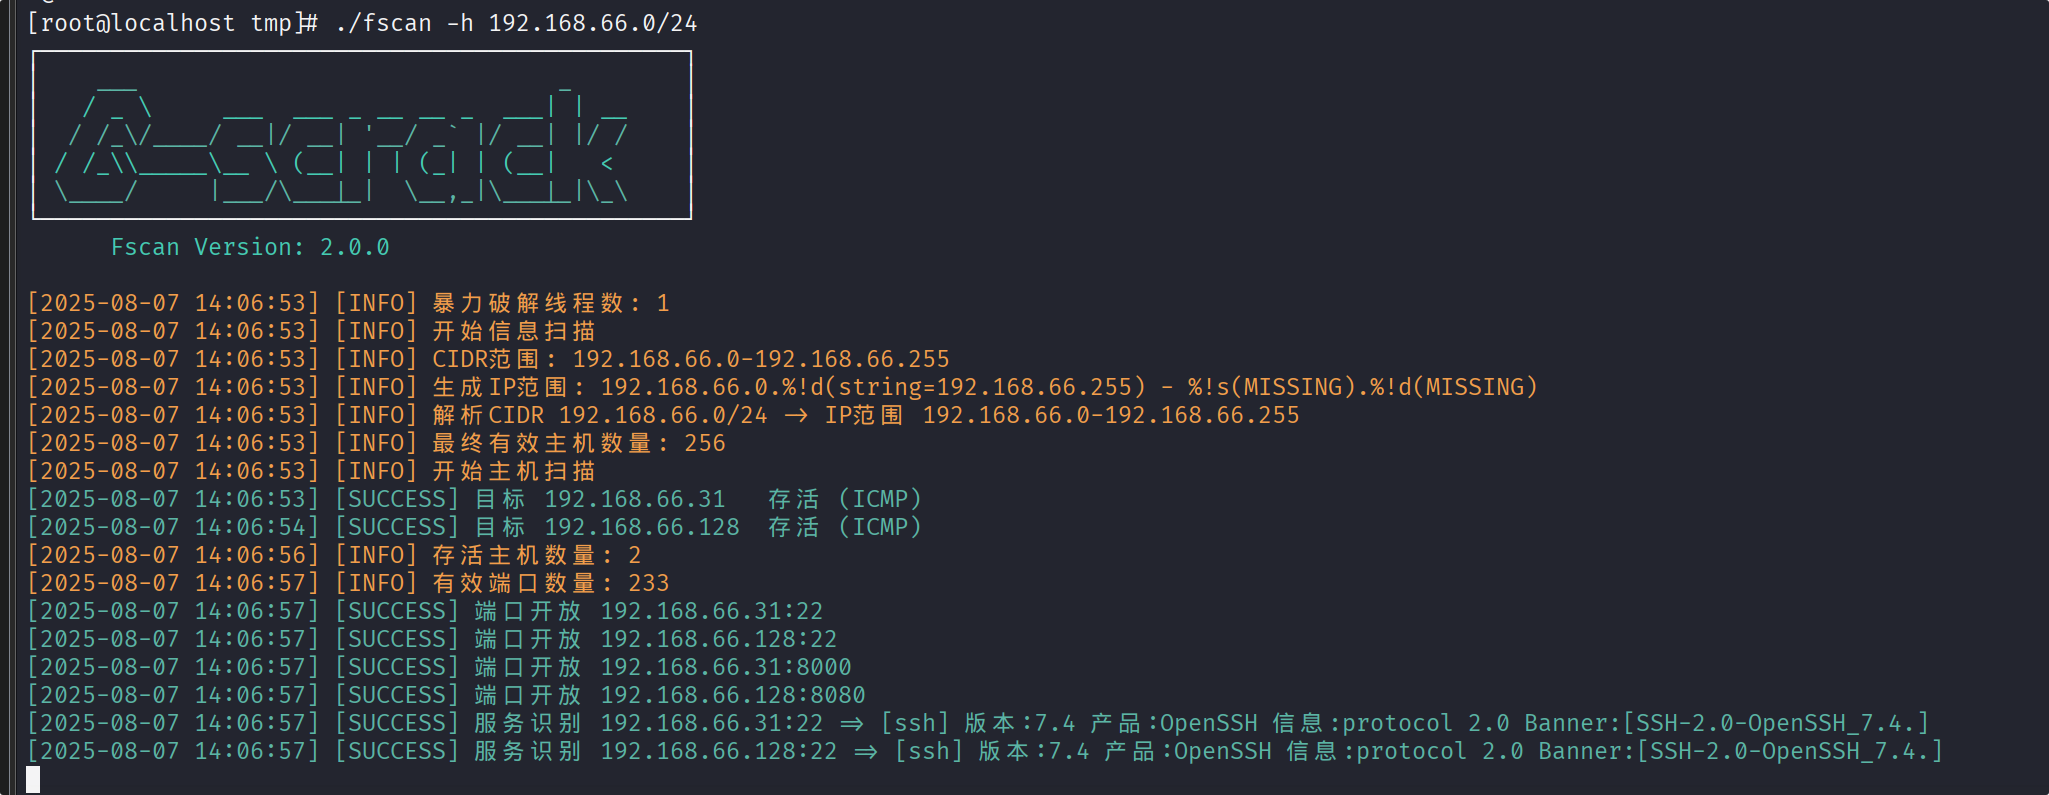 [root@localhost tmp]# ./fscan -h 192.168.66.0/24
Fscan Version: 2.0.0
[2025-08-07 14:06:53] [INFO] 暴力破解线程数: 1
[2025-08-07 14:06:53] [INFO] 开始信息扫描
[2025-08-07 14:06:53] [INFO] CIDR范围: 192.168.66.0-192.168.66.255
[2025-08-07 14:06:53] [INFO] 生成IP范围: 192.168.66.0.%!d(string=192.168.66.255) - %!s(MISSING).%!d(MISSING)
[2025-08-07 14:06:53] [INFO] 解析CIDR 192.168.66.0/24 -> IP范围 192.168.66.0-192.168.66.255
[2025-08-07 14:06:53] [INFO] 最终有效主机数量: 256
[2025-08-07 14:06:53] [INFO] 开始主机扫描
[2025-08-07 14:06:53] [SUCCESS] 目标 192.168.66.31   存活 (ICMP)
[2025-08-07 14:06:54] [SUCCESS] 目标 192.168.66.128  存活 (ICMP)
[2025-08-07 14:06:56] [INFO] 存活主机数量: 2
[2025-08-07 14:06:57] [INFO] 有效端口数量: 233
[2025-08-07 14:06:57] [SUCCESS] 端口开放 192.168.66.31:22
[2025-08-07 14:06:57] [SUCCESS] 端口开放 192.168.66.128:22
[2025-08-07 14:06:57] [SUCCESS] 端口开放 192.168.66.31:8000
[2025-08-07 14:06:57] [SUCCESS] 端口开放 192.168.66.128:8080
[2025-08-07 14:06:57] [SUCCESS] 服务识别 192.168.66.31:22 => [ssh] 版本:7.4 产品:OpenSSH 信息:protocol 2.0 Banner:[SSH-2.0-OpenSSH_7.4.]
[2025-08-07 14:06:57] [SUCCESS] 服务识别 192.168.66.128:22 => [ssh] 版本:7.4 产品:OpenSSH 信息:protocol 2.0 Banner:[SSH-2.0-OpenSSH_7.4.]